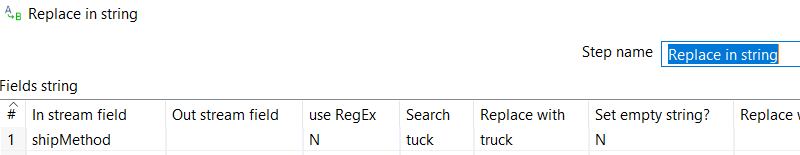 Replace in string
Step name Replace in string
Fields string
# In stream field Out stream field use RegEx Search Replace with Set empty string? Replace w
1 shipMethod N tuck truck N